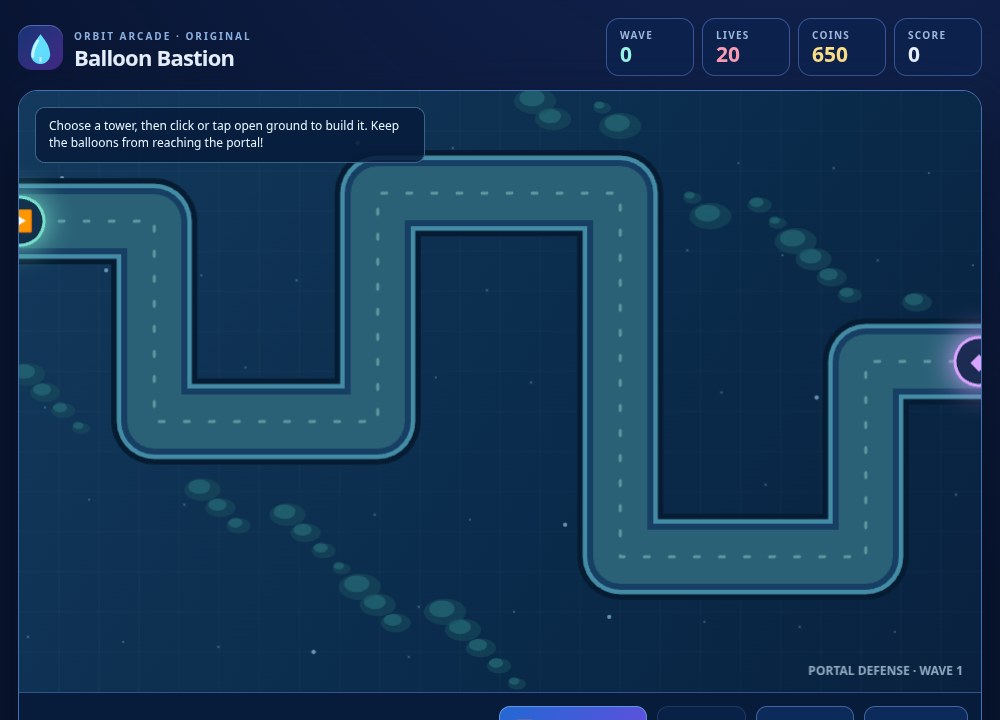 ORBIT ARCADE · ORIGINAL
Balloon Bastion
WAVE
0
LIVES
20
COINS
650
SCORE
0
Choose a tower, then click or tap open ground to build it. Keep
the balloons from reaching the portal!
PORTAL DEFENSE · WAVE 1